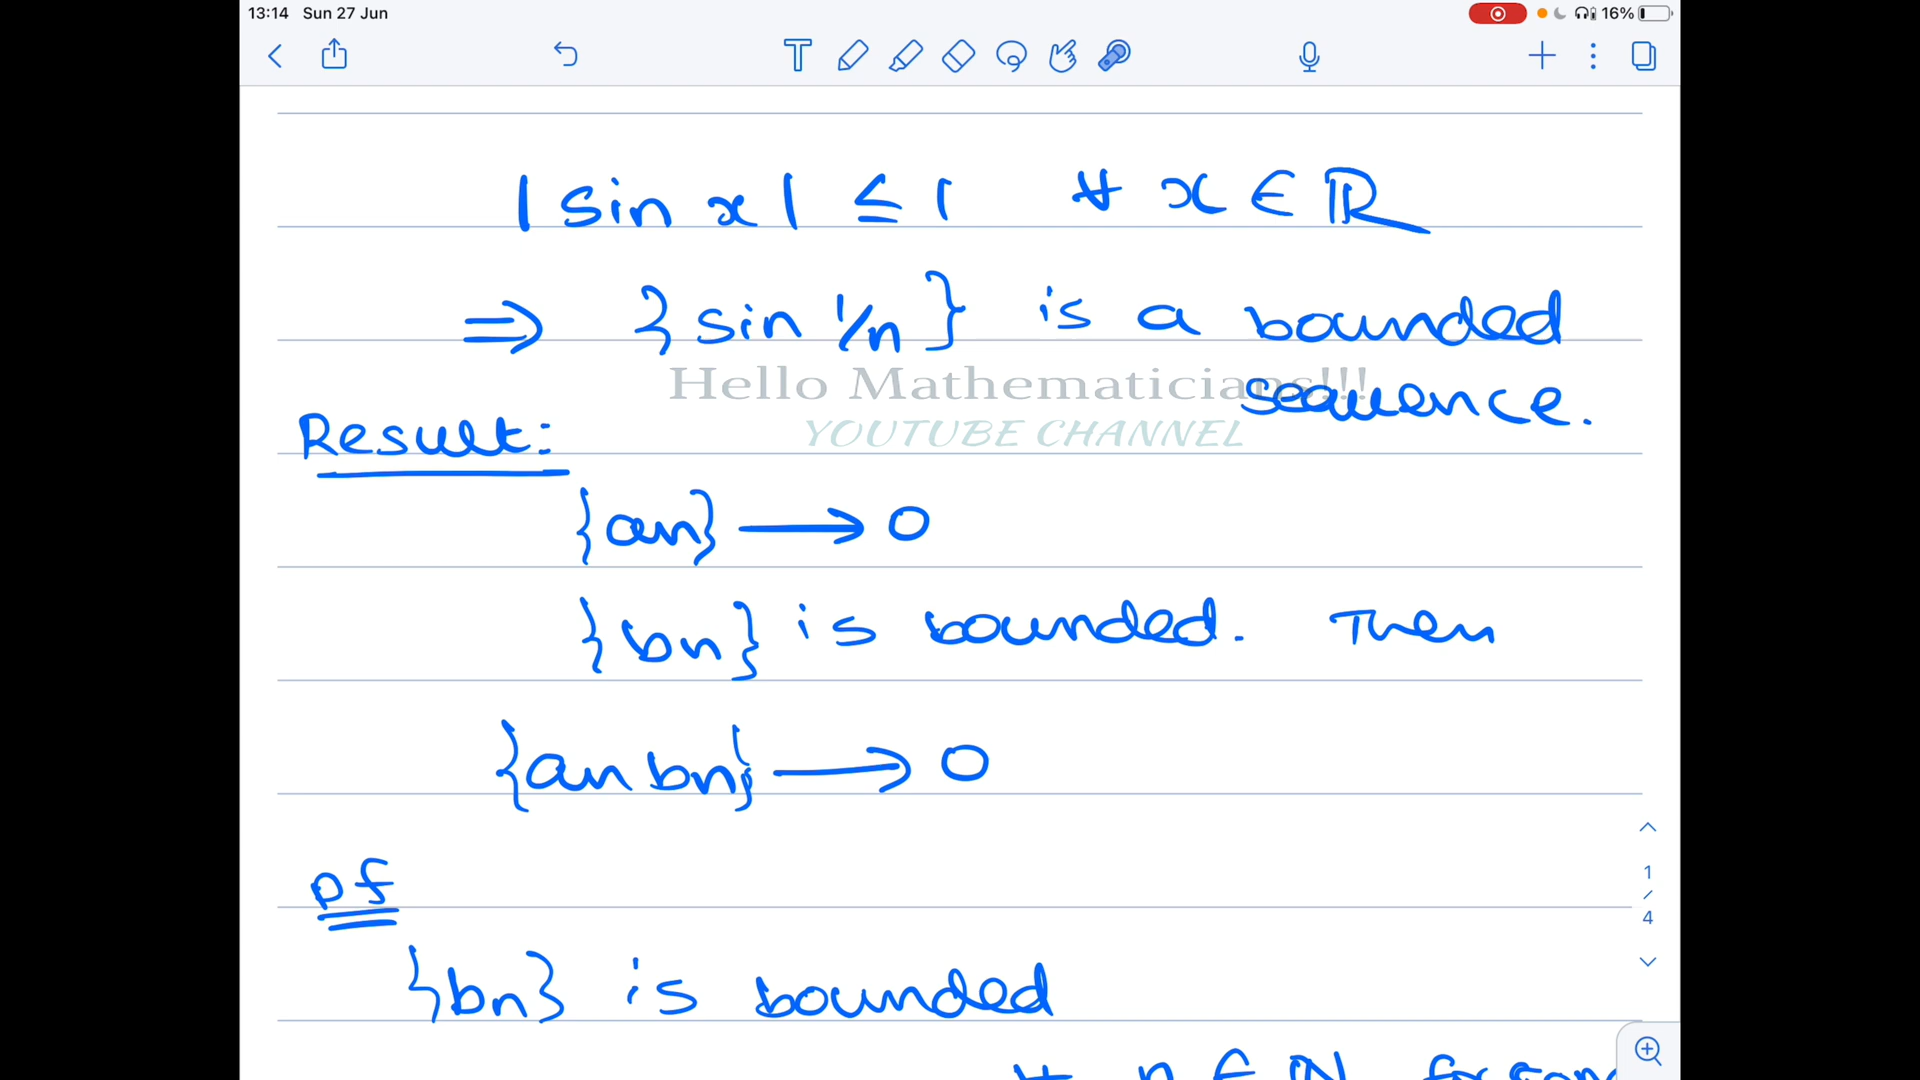 13:14 Sun 27 Jun 16%
|sin x| ≤ 1 ∀ x ∈ ℝ
⇒ {sin 1/n} is a bounded
Hello Mathematicians!!!
sequence.
YOUTUBE CHANNEL
Result:
{an} → 0
{bn} is bounded. Then
{an bn} → 0
1
/
4
pf
{bn} is bounded
∀ n ∈ ℕ for